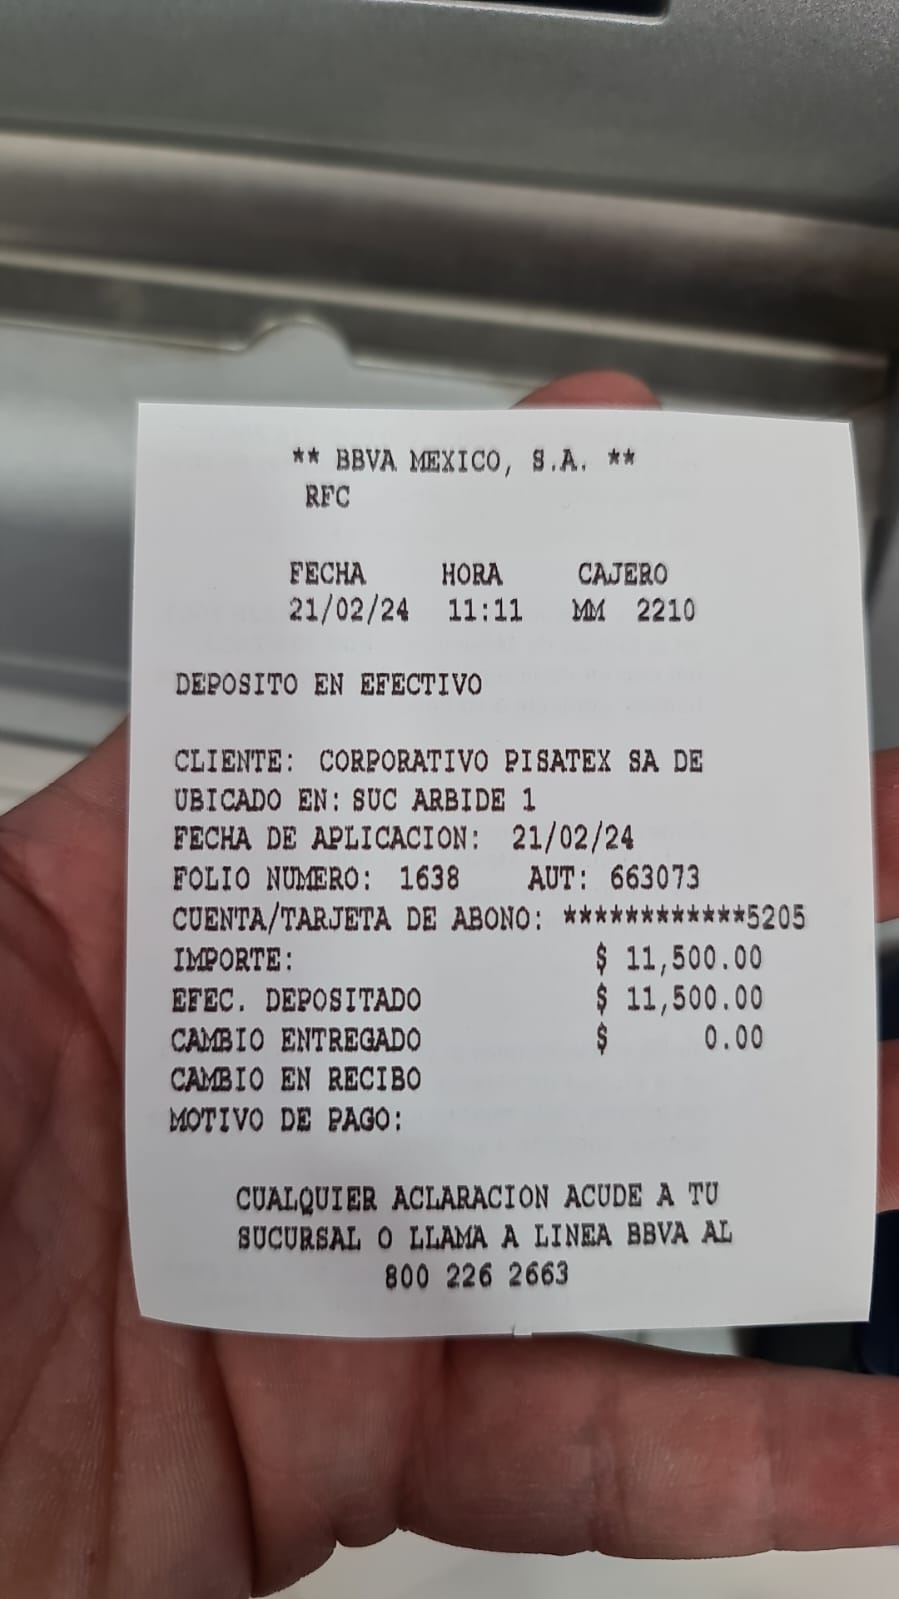 ** BBVA MEXICO, S.A. **
RFC
FECHA HORA CAJERO
21/02/24 11:11 MM 2210
DEPOSITO EN EFECTIVO
CLIENTE: CORPORATIVO PISATEX SA DE
UBICADO EN: SUC ARBIDE 1
FECHA DE APLICACION: 21/02/24
FOLIO NUMERO: 1638 AUT: 663073
CUENTA/TARJETA DE ABONO: ************5205
IMPORTE: $ 11,500.00
EFEC. DEPOSITADO $ 11,500.00
CAMBIO ENTREGADO $ 0.00
CAMBIO EN RECIBO
MOTIVO DE PAGO:
CUALQUIER ACLARACION ACUDE A TU
SUCURSAL O LLAMA A LINEA BBVA AL
800 226 2663